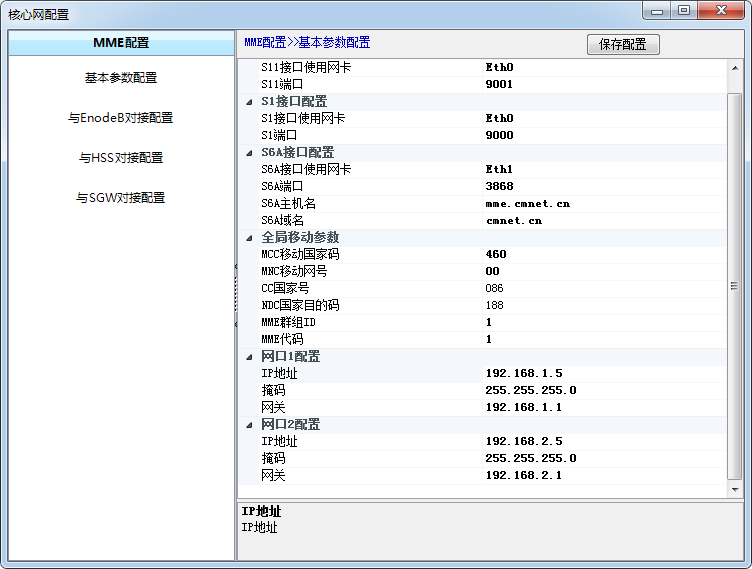 核心网配置
MME配置
基本参数配置
与EnodeB对接配置
与HSS对接配置
与SGW对接配置
MME配置>>基本参数配置
保存配置
S11接口使用网卡 Eth0
S11端口 9001
S1接口配置
S1接口使用网卡 Eth0
S1端口 9000
S6A接口配置
S6A接口使用网卡 Eth1
S6A端口 3868
S6A主机名 mme.cmnet.cn
S6A域名 cmnet.cn
全局移动参数
MCC移动国家码 460
MNC移动网号 00
CC国家号 086
NDC国家目的码 188
MME群组ID 1
MME代码 1
网口1配置
IP地址 192.168.1.5
掩码 255.255.255.0
网关 192.168.1.1
网口2配置
IP地址 192.168.2.5
掩码 255.255.255.0
网关 192.168.2.1
IP地址
IP地址